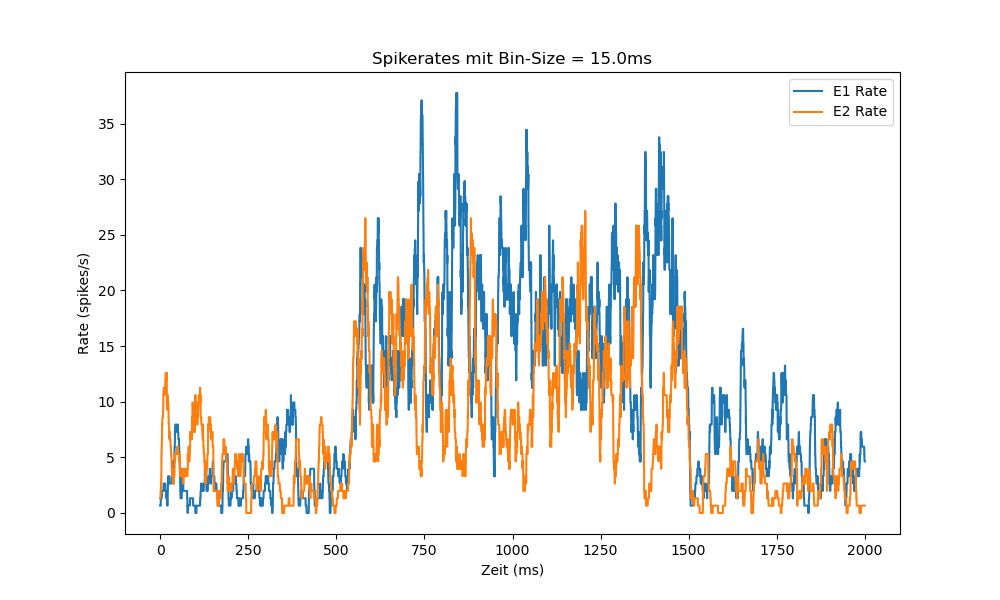 Spikerates mit Bin-Size = 15.0ms
E1 Rate
E2 Rate
35
30
25
20
15
10
5
0
Rate (spikes/s)
0 250 500 750 1000 1250 1500 1750 2000
Zeit (ms)